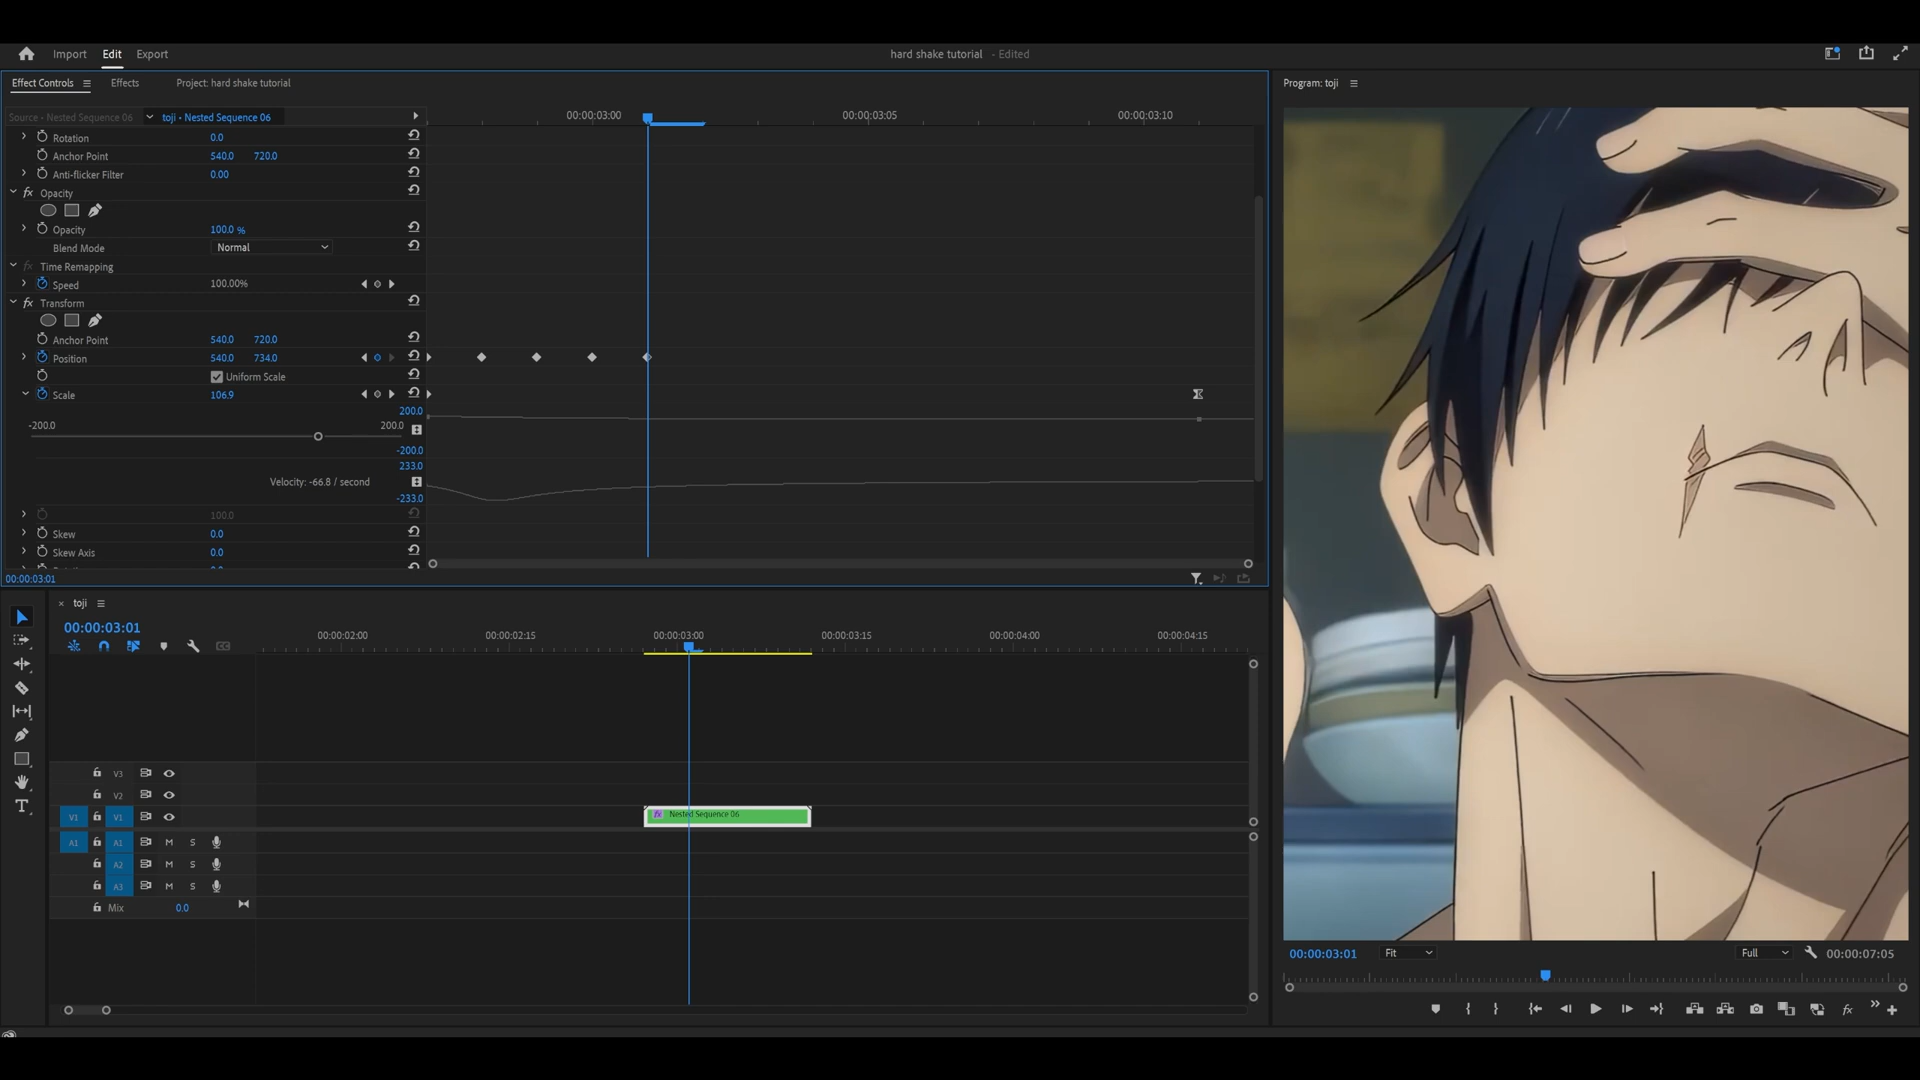 Import Edit Export
hard shake tutorial - Edited
Effect Controls Effects Project: hard shake tutorial
Program: toji
Source • Nested Sequence 06 toji • Nested Sequence 06
00:00:03:00 00:00:03:05 00:00:03:10
Rotation 0.0
Anchor Point 540.0 720.0
Anti-flicker Filter 0.00
fx Opacity
Opacity 100.0 %
Blend Mode Normal
fx Time Remapping
Speed 100.00%
fx Transform
Anchor Point 540.0 720.0
Position 540.0 734.0
Uniform Scale
Scale 106.9
200.0
-200.0 200.0
-200.0
233.0
Velocity: -66.8 / second
-233.0
100.0
Skew 0.0
Skew Axis 0.0
00:00:03:01
toji
00:00:03:01
00:00:02:00 00:00:02:15 00:00:03:00 00:00:03:15 00:00:04:00 00:00:04:15
V3
V2
V1 V1
fx Nested Sequence 06
A1 A1 M S
A2 M S
A3 M S
Mix 0.0
00:00:03:01 Fit Full 00:00:07:05